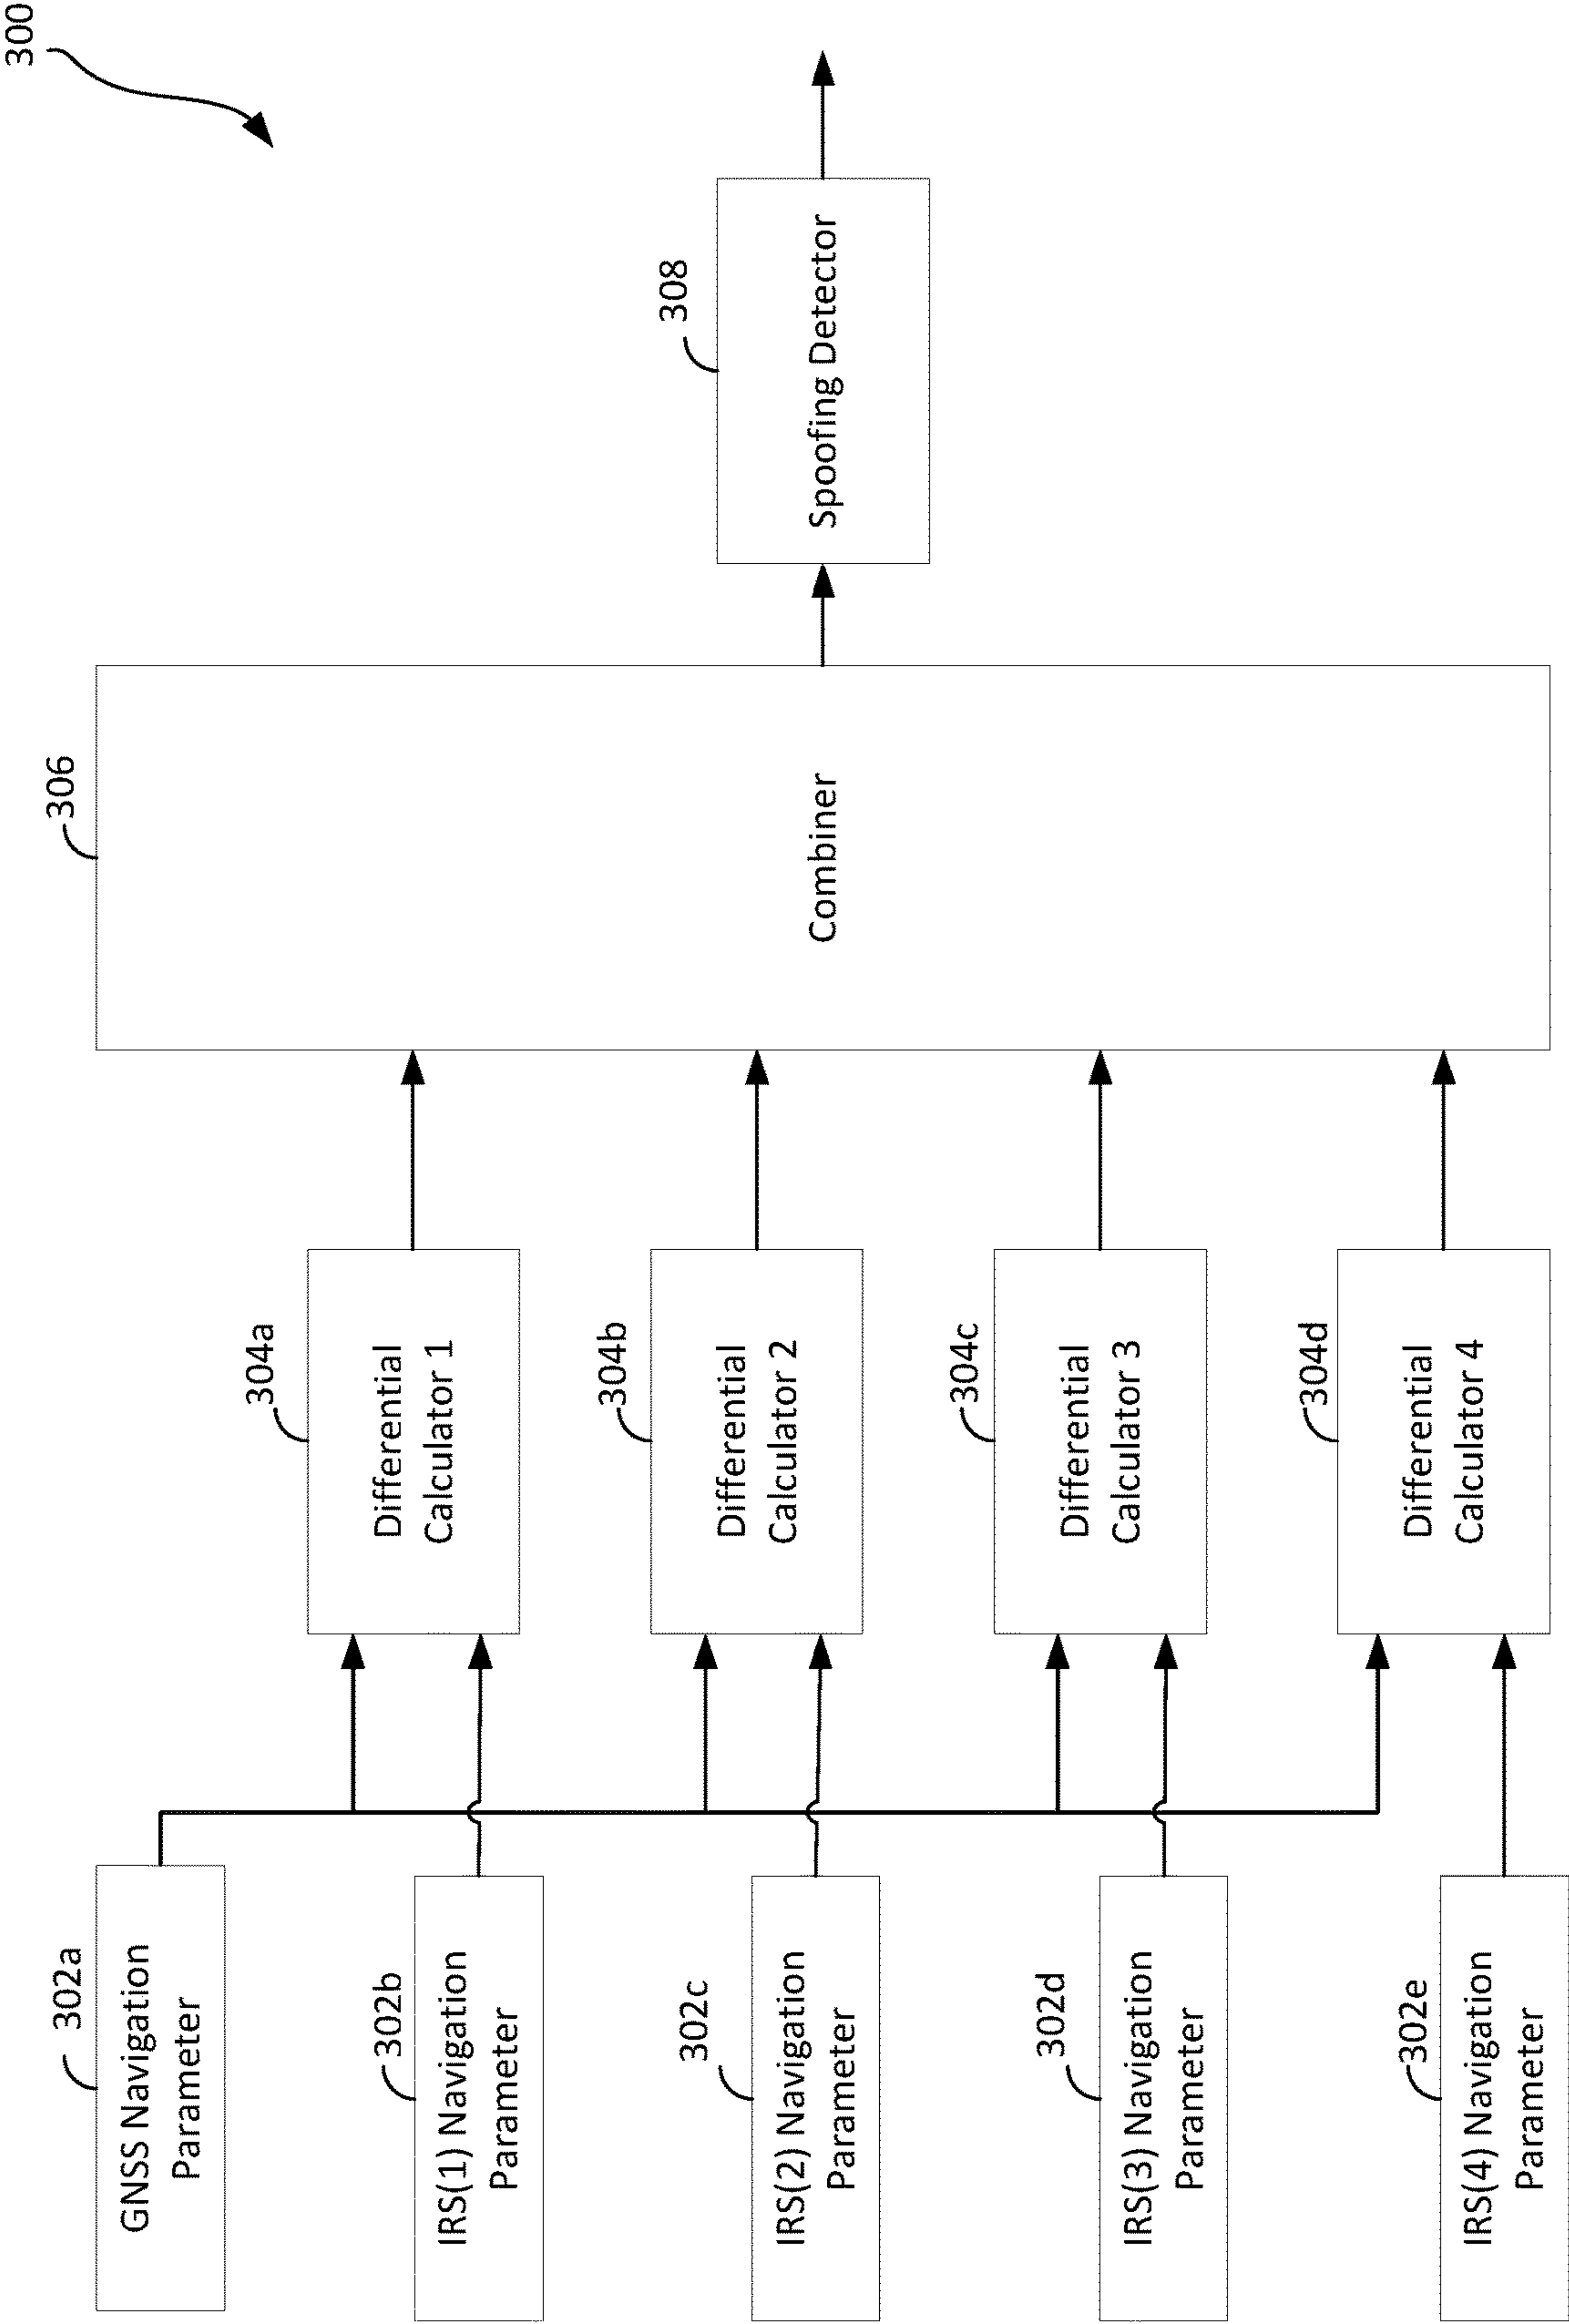 300
302a
GNSS Navigation
Parameter
302b
IRS(1) Navigation
Parameter
302c
IRS(2) Navigation
Parameter
302d
IRS(3) Navigation
Parameter
302e
IRS(4) Navigation
Parameter
304a
Differential
Calculator 1
304b
Differential
Calculator 2
304c
Differential
Calculator 3
304d
Differential
Calculator 4
306
Combiner
308
Spoofing Detector